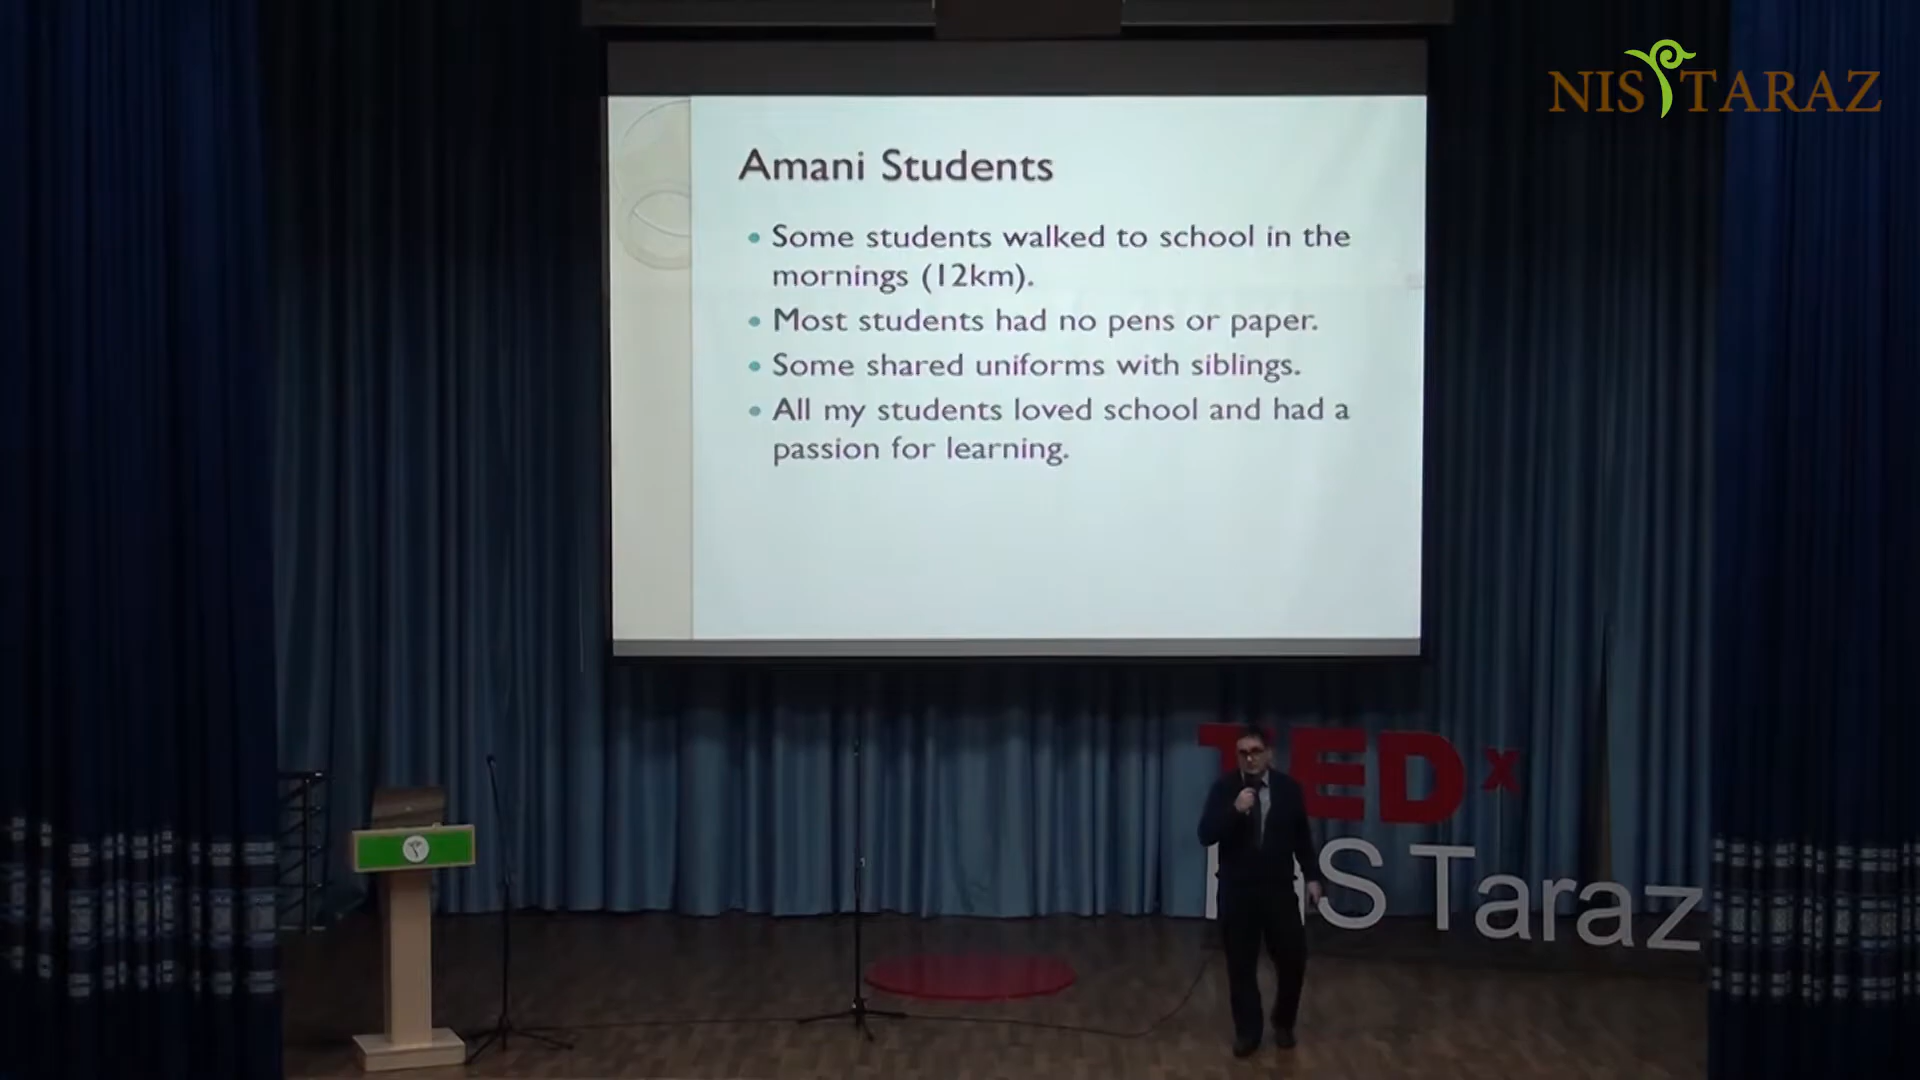 NIS TARAZ
Amani Students
Some students walked to school in the
mornings (12km).
Most students had no pens or paper.
Some shared uniforms with siblings.
All my students loved school and had a
passion for learning.
TEDx
NIS Taraz